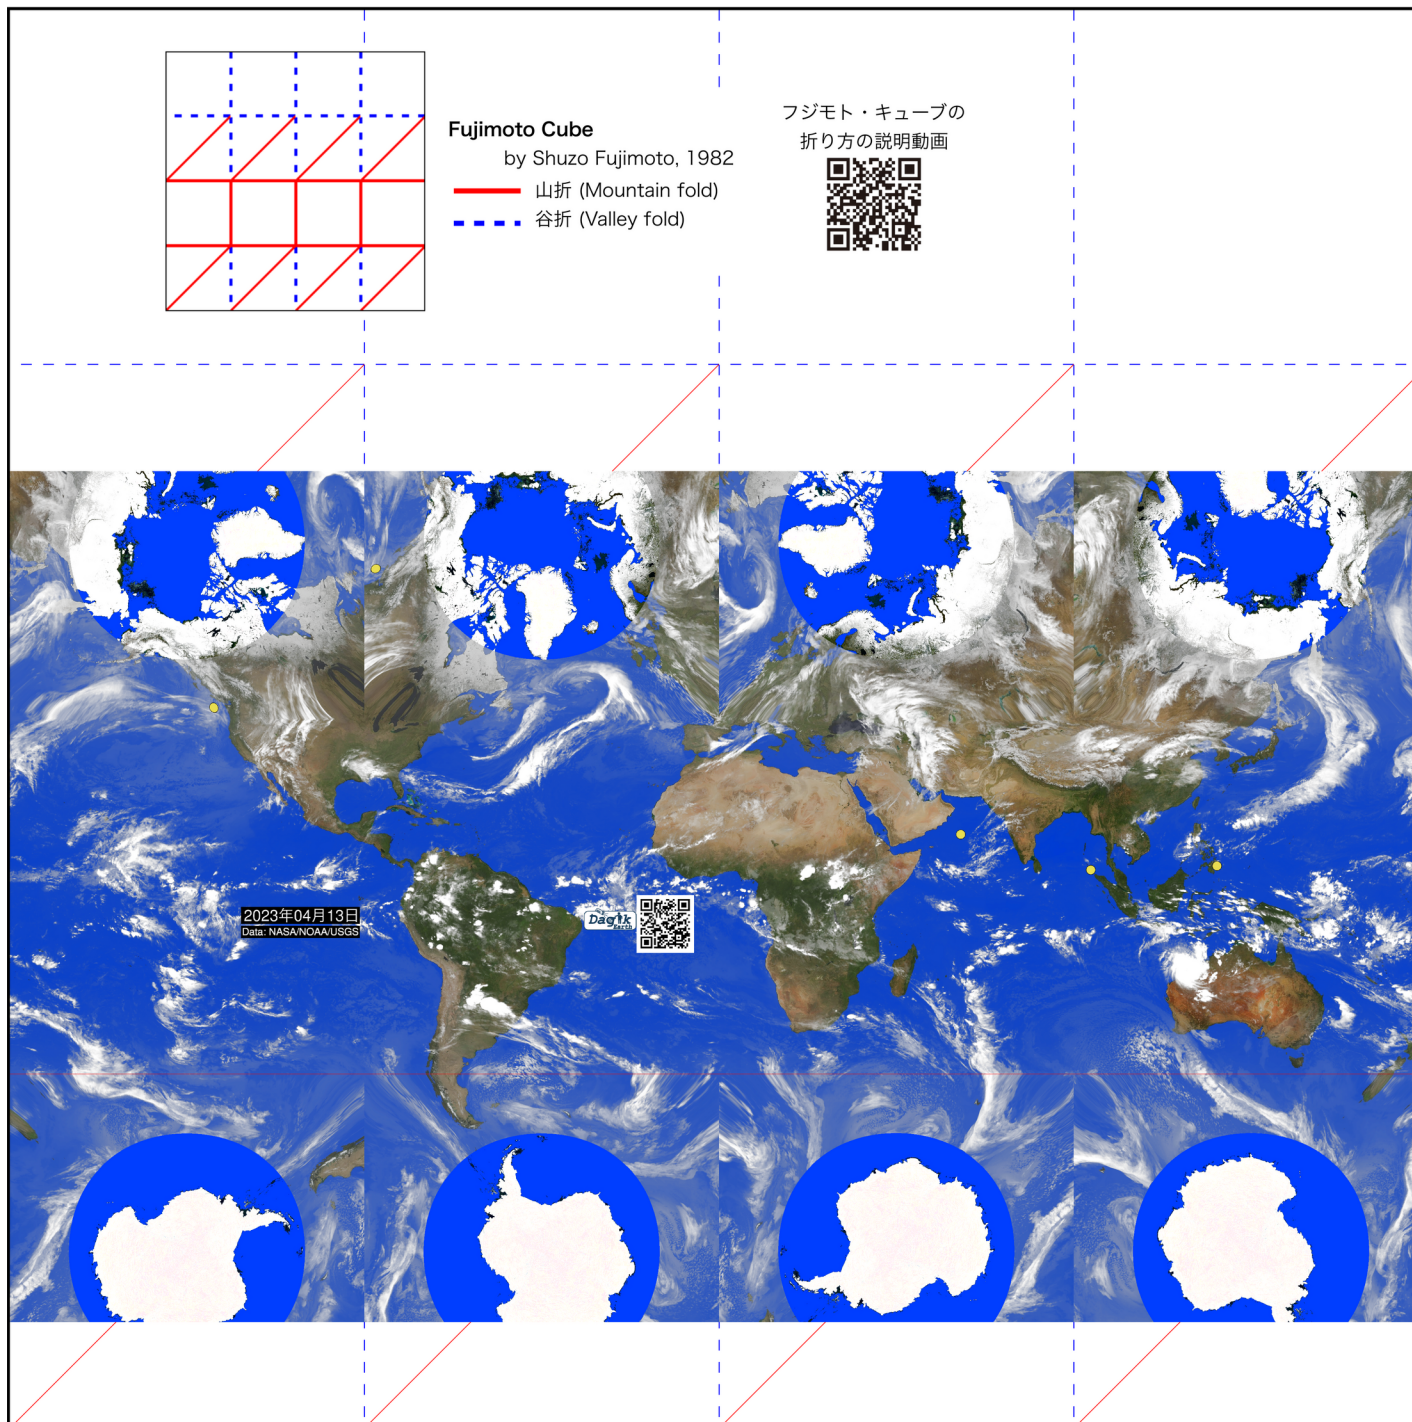 Fujimoto Cube
by Shuzo Fujimoto, 1982
山折 (Mountain fold)
谷折 (Valley fold)
フジモト・キューブの
折り方の説明動画
2023年04月13日
Data: NASA/NOAA/USGS
Dagik
Earth